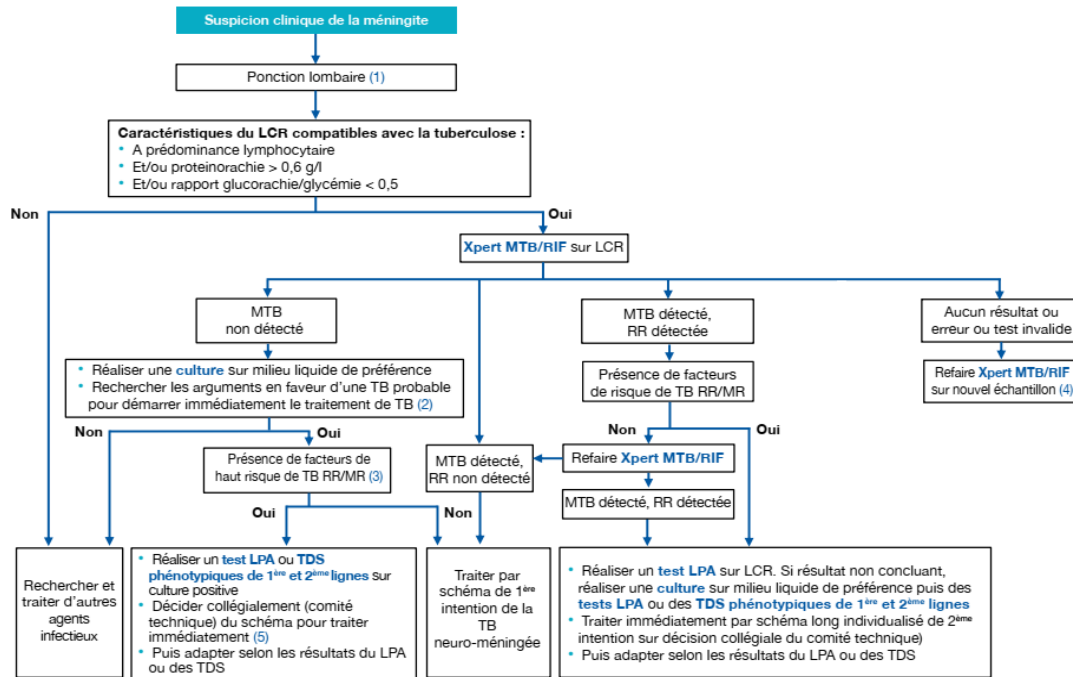 Suspicion clinique de la méningite
Ponction lombaire (1)
Caractéristiques du LCR compatibles avec la tuberculose :
• A prédominance lymphocytaire
• Et/ou proteinorachie > 0,6 g/l
• Et/ou rapport glucorachie/glycémie < 0,5
Non
Oui
Xpert MTB/RIF sur LCR
MTB
non détecté
MTB détecté,
RR détectée
Aucun résultat ou
erreur ou test invalide
• Réaliser une culture sur milieu liquide de préférence
• Rechercher les arguments en faveur d'une TB probable
pour démarrer immédiatement le traitement de TB (2)
Présence de facteurs
de risque de TB RR/MR
Refaire Xpert MTB/RIF
sur nouvel échantillon (4)
Non
Oui
Non
Oui
Présence de facteurs de
haut risque de TB RR/MR (3)
MTB détecté,
RR non détecté
Refaire Xpert MTB/RIF
MTB détecté, RR détectée
Oui
Non
Rechercher et
traiter d'autres
agents
infectieux
• Réaliser un test LPA ou TDS
phénotypiques de 1ère et 2ème lignes sur
culture positive
• Décider collégialement (comité
technique) du schéma pour traiter
immédiatement (5)
• Puis adapter selon les résultats du LPA
ou des TDS
Traiter par
schéma de 1ère
intention de la
TB
neuro-méningée
• Réaliser un test LPA sur LCR. Si résultat non concluant,
réaliser une culture sur milieu liquide de préférence puis des
tests LPA ou des TDS phénotypiques de 1ère et 2ème lignes
• Traiter immédiatement par schéma long individualisé de 2ème
intention sur décision collégiale du comité technique)
• Puis adapter selon les résultats du LPA ou des TDS